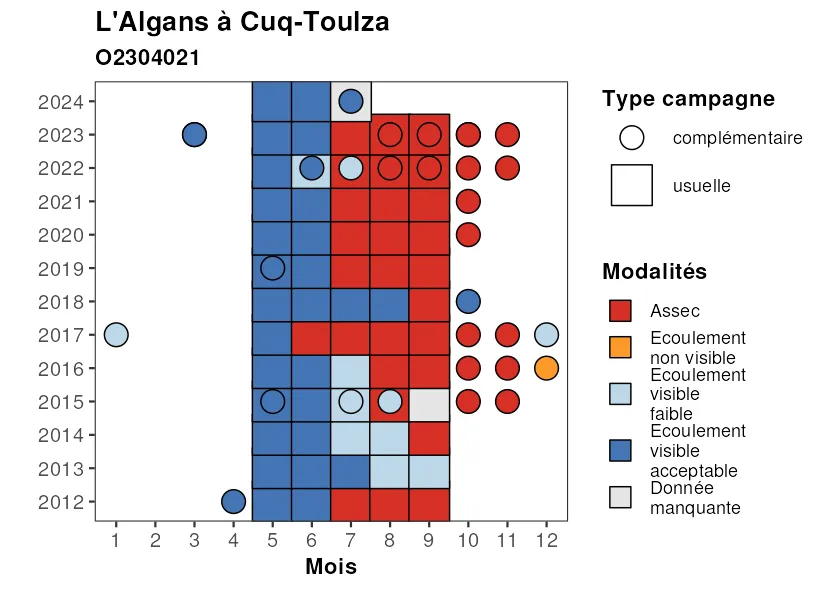 L'Algans à Cuq-Toulza
O2304021
2024
2023
2022
2021
2020
2019
2018
2017
2016
2015
2014
2013
2012
1 2 3 4 5 6 7 8 9 10 11 12
Mois
Type campagne
complémentaire
usuelle
Modalités
Assec
Ecoulement
non visible
Ecoulement
visible
faible
Ecoulement
visible
acceptable
Donnée
manquante